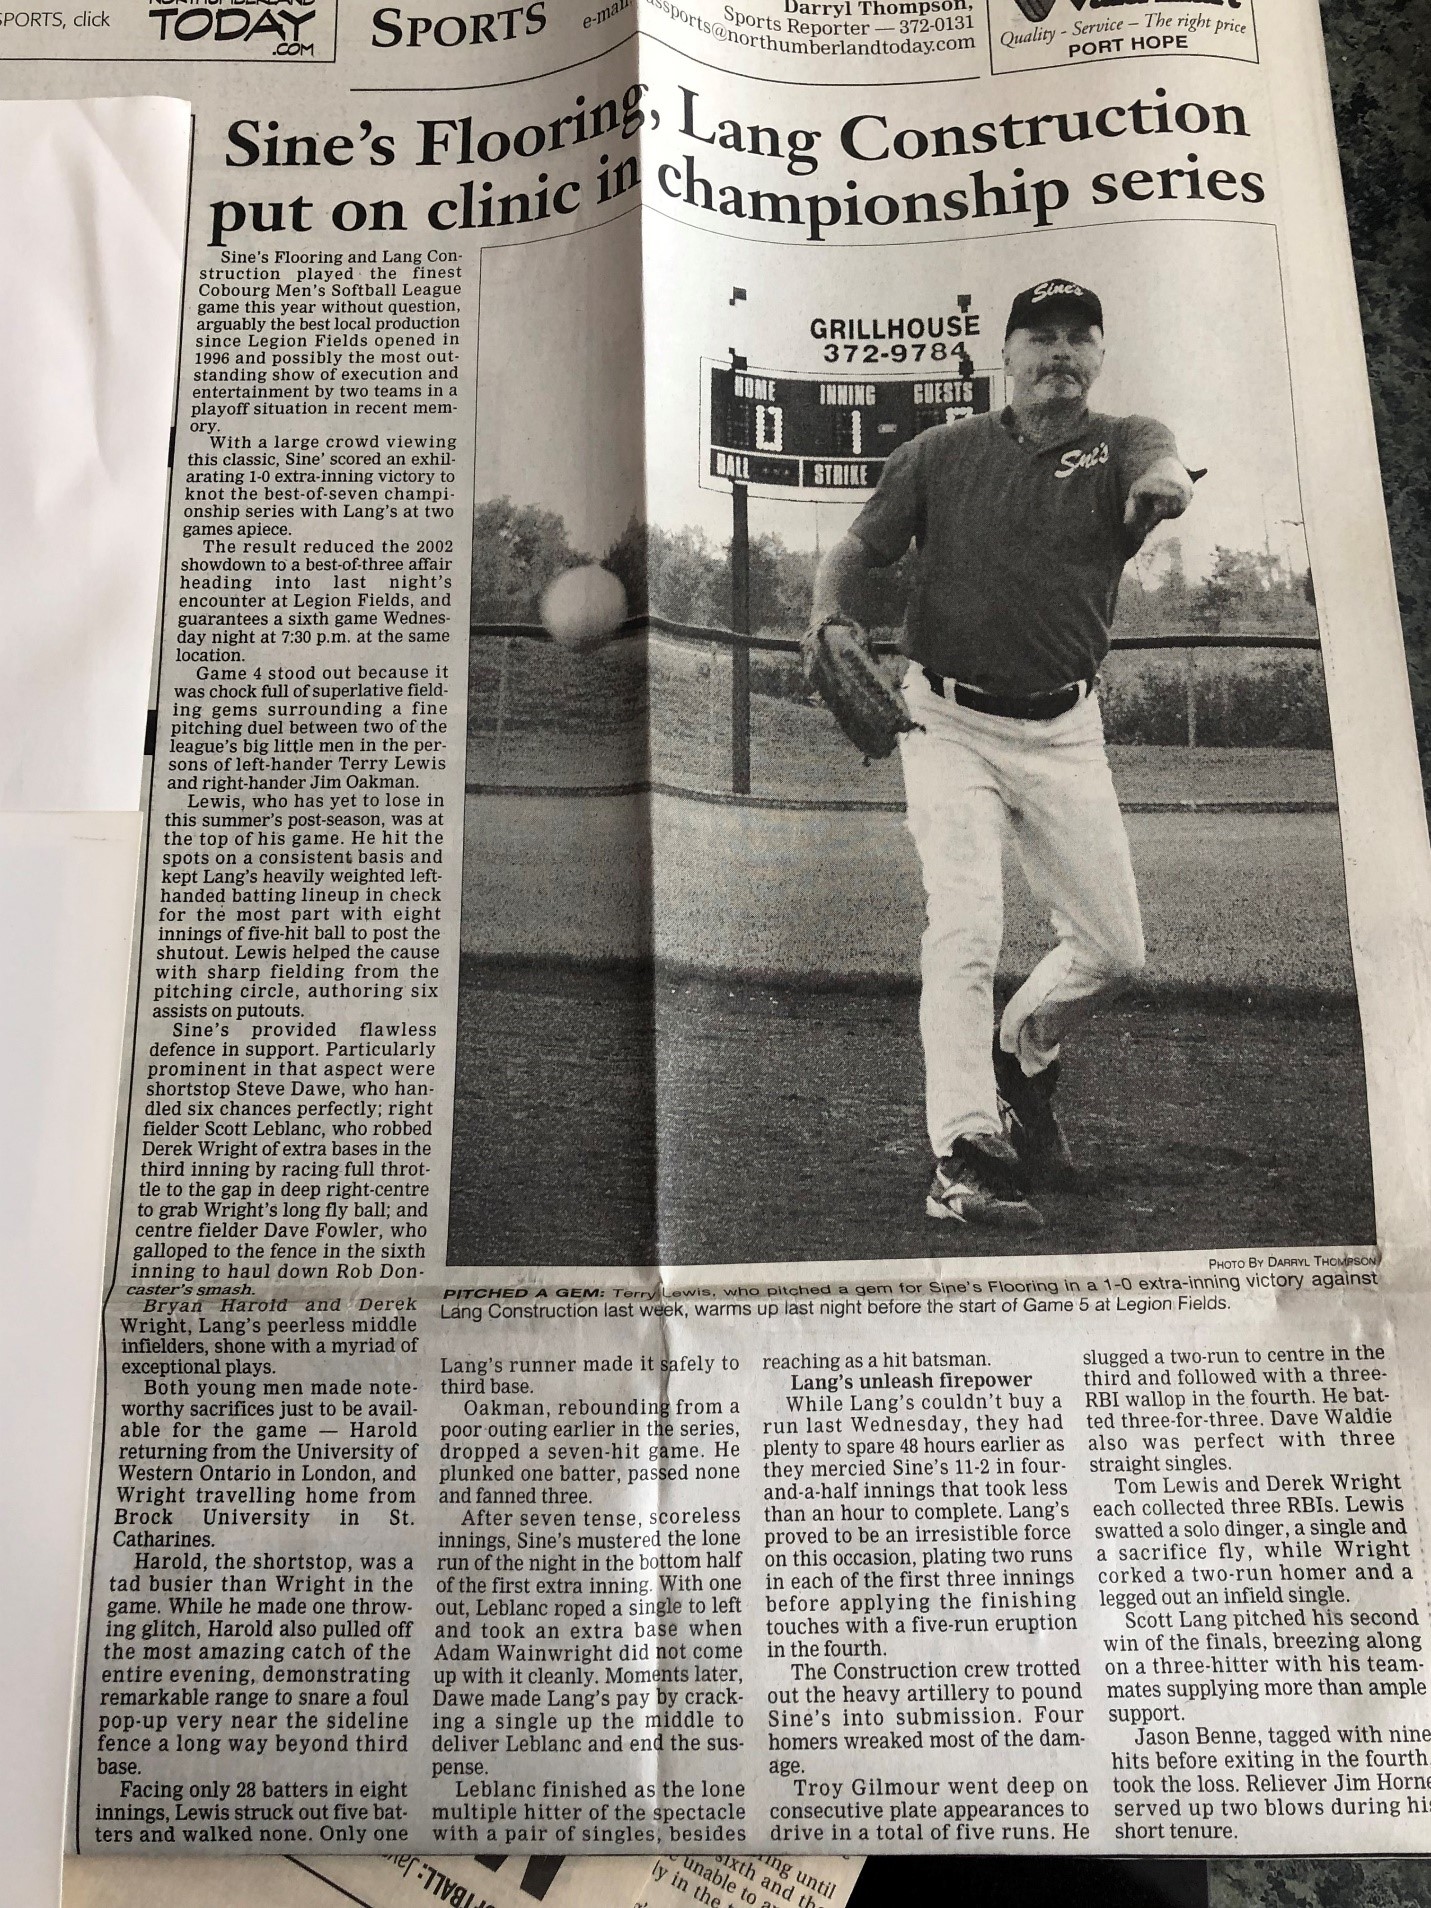 SPORTS, click
TODAY
.COM
SPORTS
Darryl Thompson,
Sports Reporter — 372-0131
@northumberlandtoday.com
Quality - Service – The right price
PORT HOPE
Sine's Flooring, Lang Construction
put on clinic in championship series
Sine's Flooring and Lang Con-
struction played the finest
Cobourg Men's Softball League
game this year without question,
arguably the best local production
since Legion Fields opened in
1996 and possibly the most out-
standing show of execution and
entertainment by two teams in a
playoff situation in recent mem-
ory.
With a large crowd viewing
this classic, Sine' scored an exhil-
arating 1-0 extra-inning victory to
knot the best-of-seven champi-
onship series with Lang's at two
games apiece.
The result reduced the 2002
showdown to a best-of-three affair
heading into last night's
encounter at Legion Fields, and
guarantees a sixth game Wednes-
day night at 7:30 p.m. at the same
location.
Game 4 stood out because it
was chock full of superlative field-
ing gems surrounding a fine
pitching duel between two of the
league's big little men in the per-
sons of left-hander Terry Lewis
and right-hander Jim Oakman.
Lewis, who has yet to lose in
this summer's post-season, was at
the top of his game. He hit the
spots on a consistent basis and
kept Lang's heavily weighted left-
handed batting lineup in check
for the most part with eight
innings of five-hit ball to post the
shutout. Lewis helped the cause
with sharp fielding from the
pitching circle, authoring six
assists on putouts.
Sine's provided flawless
defence in support. Particularly
prominent in that aspect were
shortstop Steve Dawe, who han-
dled six chances perfectly; right
fielder Scott Leblanc, who robbed
Derek Wright of extra bases in the
third inning by racing full throt-
tle to the gap in deep right-centre
to grab Wright's long fly ball; and
centre fielder Dave Fowler, who
galloped to the fence in the sixth
inning to haul down Rob Don-
caster's smash.
Bryan Harold and Derek
Wright, Lang's peerless middle
infielders, shone with a myriad of
exceptional plays.
Both young men made note-
worthy sacrifices just to be avail-
able for the game — Harold
returning from the University of
Western Ontario in London, and
Wright travelling home from
Brock University in St.
Catharines.
Harold, the shortstop, was a
tad busier than Wright in the
game. While he made one throw-
ing glitch, Harold also pulled off
the most amazing catch of the
entire evening, demonstrating
remarkable range to snare a foul
pop-up very near the sideline
fence a long way beyond third
base.
Facing only 28 batters in eight
innings, Lewis struck out five bat-
ters and walked none. Only one
GRILLHOUSE
372-9784
HOME INNING GUESTS
0 1
BALL STRIKE
Sine's
Sine's
PHOTO BY DARRYL THOMPSON
PITCHED A GEM: Terry Lewis, who pitched a gem for Sine's Flooring in a 1-0 extra-inning victory against
Lang Construction last week, warms up last night before the start of Game 5 at Legion Fields.
Lang's runner made it safely to
third base.
Oakman, rebounding from a
poor outing earlier in the series,
dropped a seven-hit game. He
plunked one batter, passed none
and fanned three.
After seven tense, scoreless
innings, Sine's mustered the lone
run of the night in the bottom half
of the first extra inning. With one
out, Leblanc roped a single to left
and took an extra base when
Adam Wainwright did not come
up with it cleanly. Moments later,
Dawe made Lang's pay by crack-
ing a single up the middle to
deliver Leblanc and end the sus-
pense.
Leblanc finished as the lone
multiple hitter of the spectacle
with a pair of singles, besides
reaching as a hit batsman.
Lang's unleash firepower
While Lang's couldn't buy a
run last Wednesday, they had
plenty to spare 48 hours earlier as
they mercied Sine's 11-2 in four-
and-a-half innings that took less
than an hour to complete. Lang's
proved to be an irresistible force
on this occasion, plating two runs
in each of the first three innings
before applying the finishing
touches with a five-run eruption
in the fourth.
The Construction crew trotted
out the heavy artillery to pound
Sine's into submission. Four
homers wreaked most of the dam-
age.
Troy Gilmour went deep on
consecutive plate appearances to
drive in a total of five runs. He
slugged a two-run to centre in the
third and followed with a three-
RBI wallop in the fourth. He bat-
ted three-for-three. Dave Waldie
also was perfect with three
straight singles.
Tom Lewis and Derek Wright
each collected three RBIs. Lewis
swatted a solo dinger, a single and
a sacrifice fly, while Wright
corked a two-run homer and a
legged out an infield single.
Scott Lang pitched his second
win of the finals, breezing along
on a three-hitter with his team-
mates supplying more than ample
support.
Jason Benne, tagged with nine
hits before exiting in the fourth
took the loss. Reliever Jim Horne
served up two blows during his
short tenure.
ing until
sixth and th
unable to
ly in the